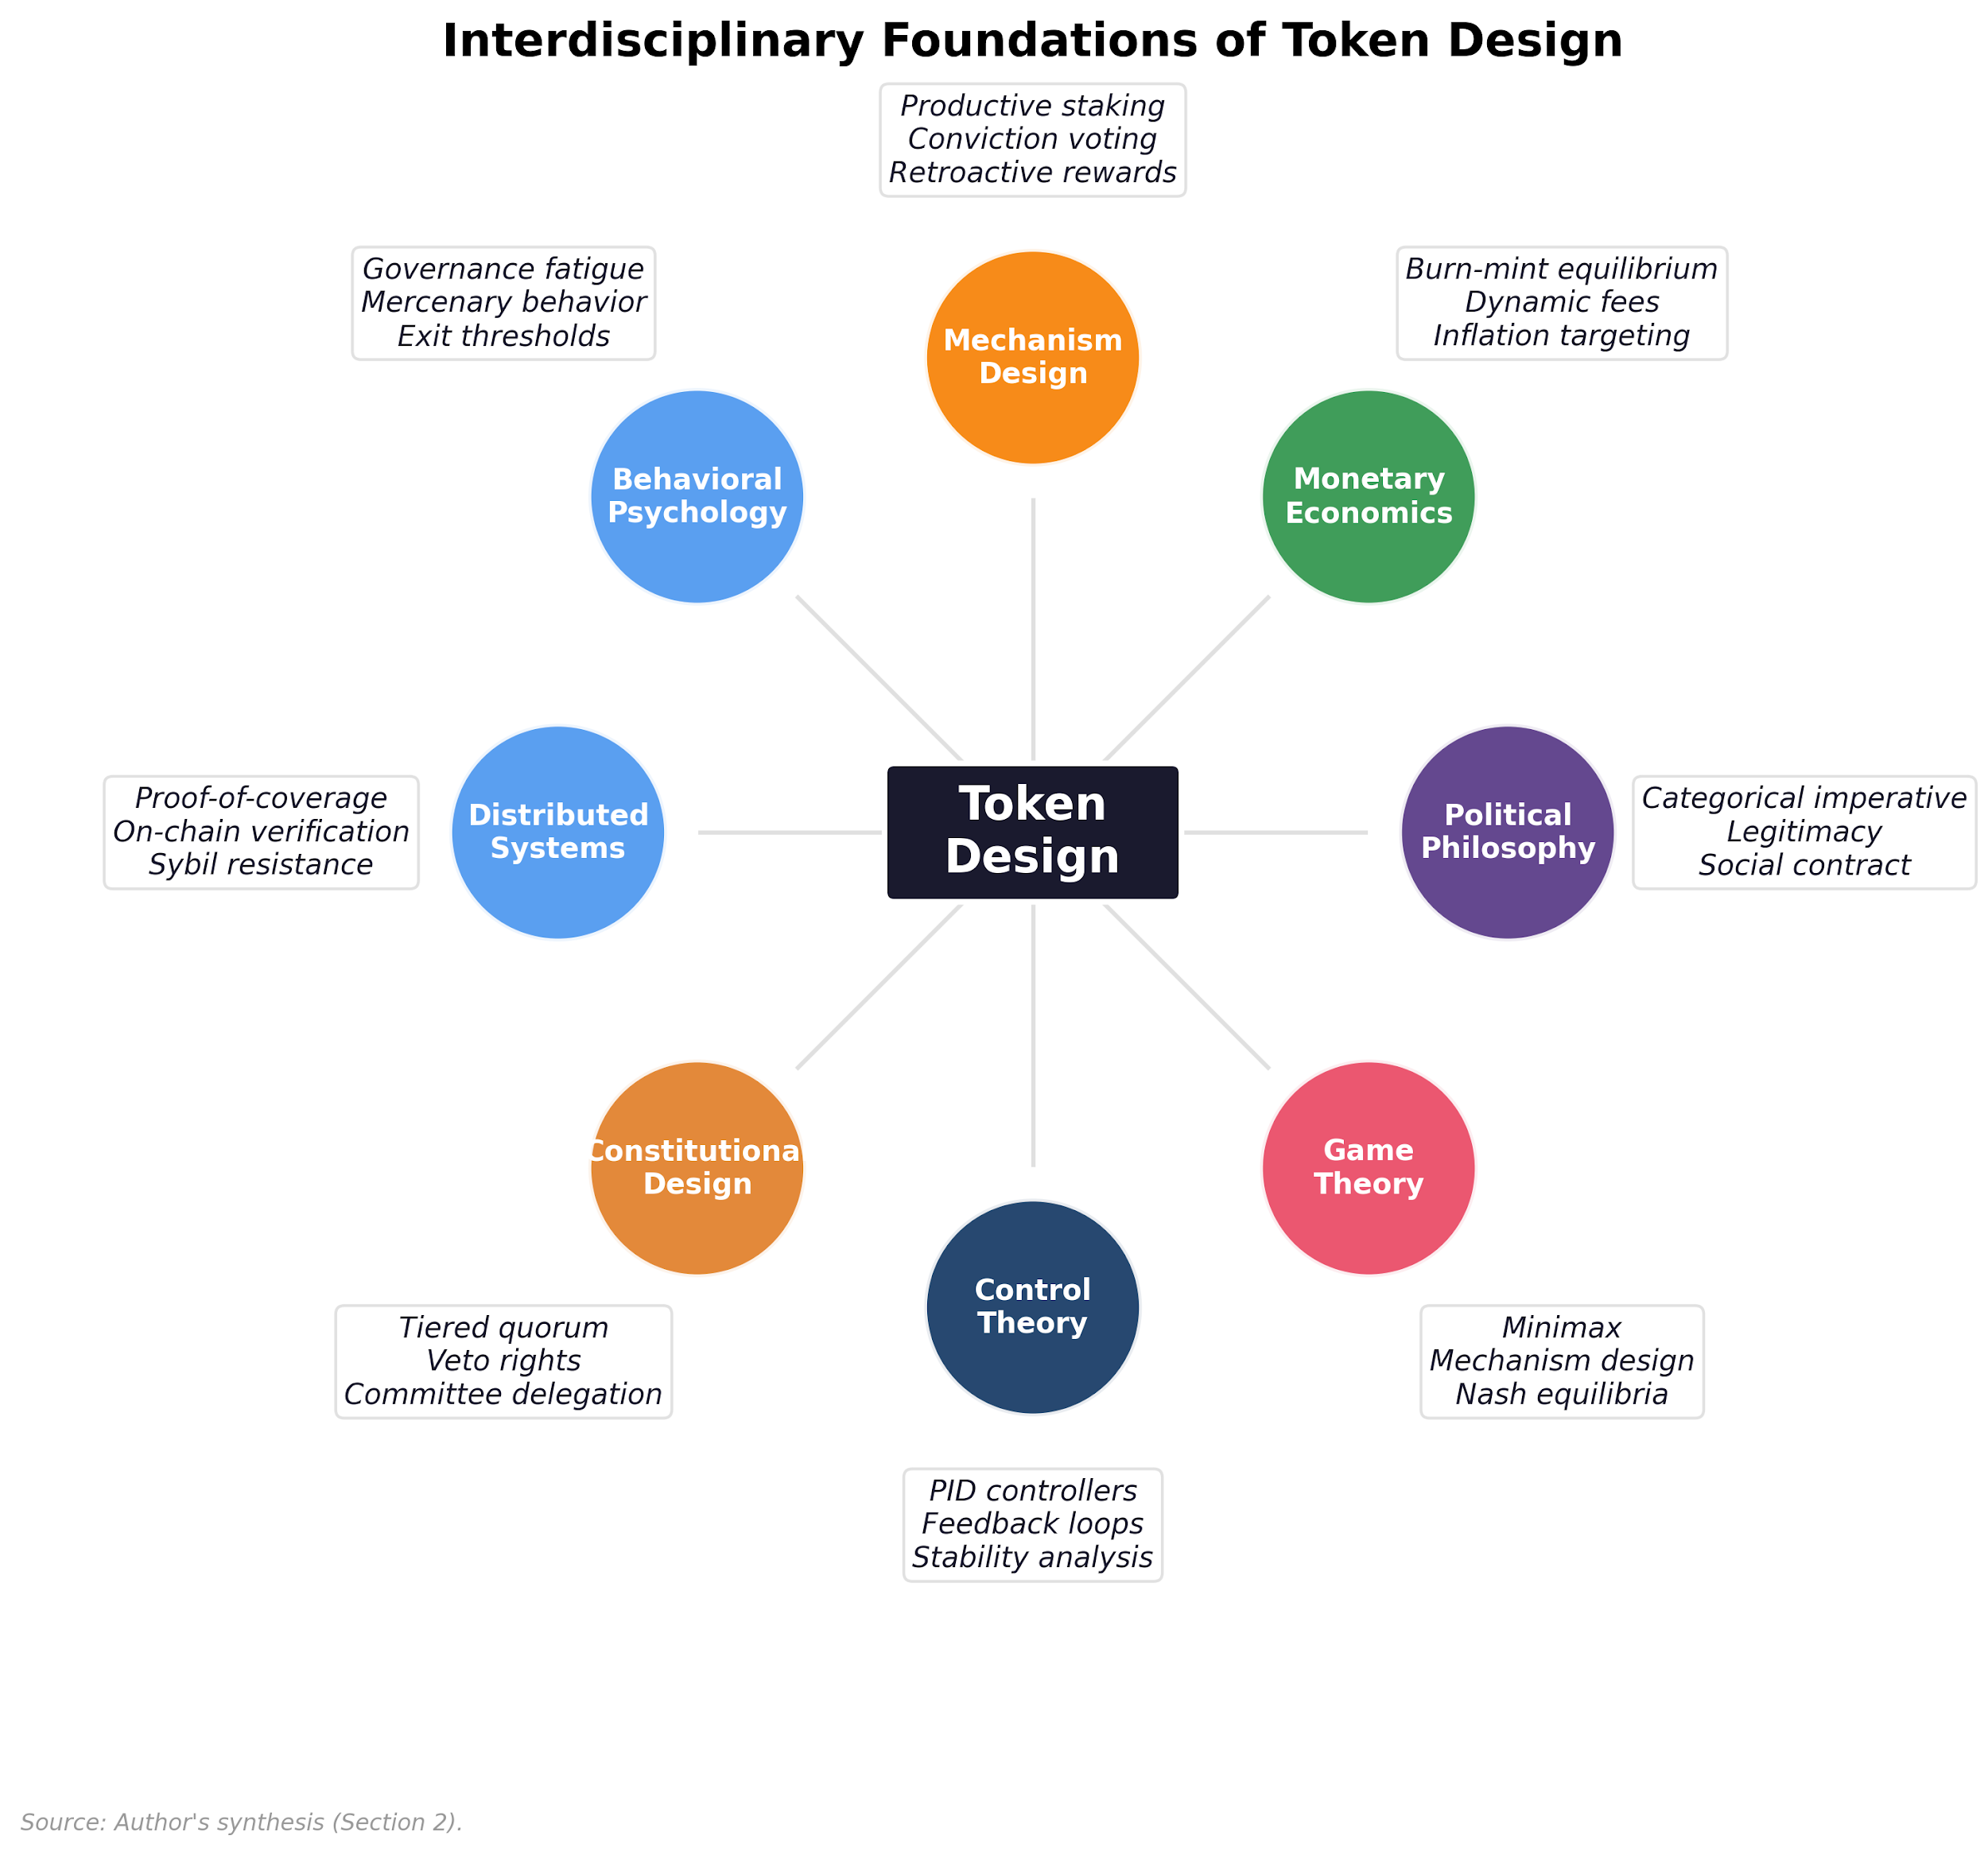 Interdisciplinary Foundations of Token Design
Productive staking
Conviction voting
Retroactive rewards
Governance fatigue
Mercenary behavior
Exit thresholds
Burn-mint equilibrium
Dynamic fees
Inflation targeting
Mechanism
Design
Behavioral
Psychology
Monetary
Economics
Proof-of-coverage
On-chain verification
Sybil resistance
Distributed
Systems
Token
Design
Political
Philosophy
Categorical imperative
Legitimacy
Social contract
Constitutional
Design
Game
Theory
Control
Theory
Tiered quorum
Veto rights
Committee delegation
Minimax
Mechanism design
Nash equilibria
PID controllers
Feedback loops
Stability analysis
Source: Author's synthesis (Section 2).